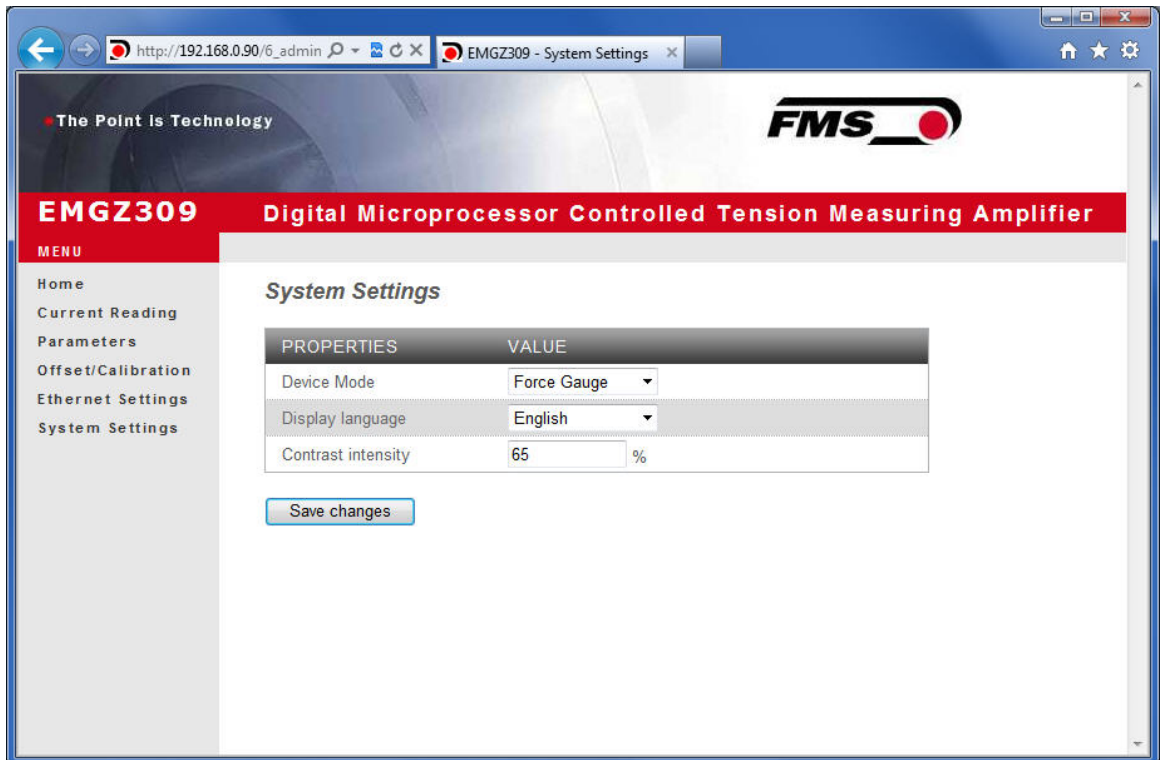 http://192.168.0.90/6_admin
EMGZ309 - System Settings
The Point is Technology
FMS
EMGZ309
Digital Microprocessor Controlled Tension Measuring Amplifier
MENU
Home
Current Reading
Parameters
Offset/Calibration
Ethernet Settings
System Settings
System Settings
PROPERTIES VALUE
Device Mode Force Gauge
Display language English
Contrast intensity 65 %
Save changes